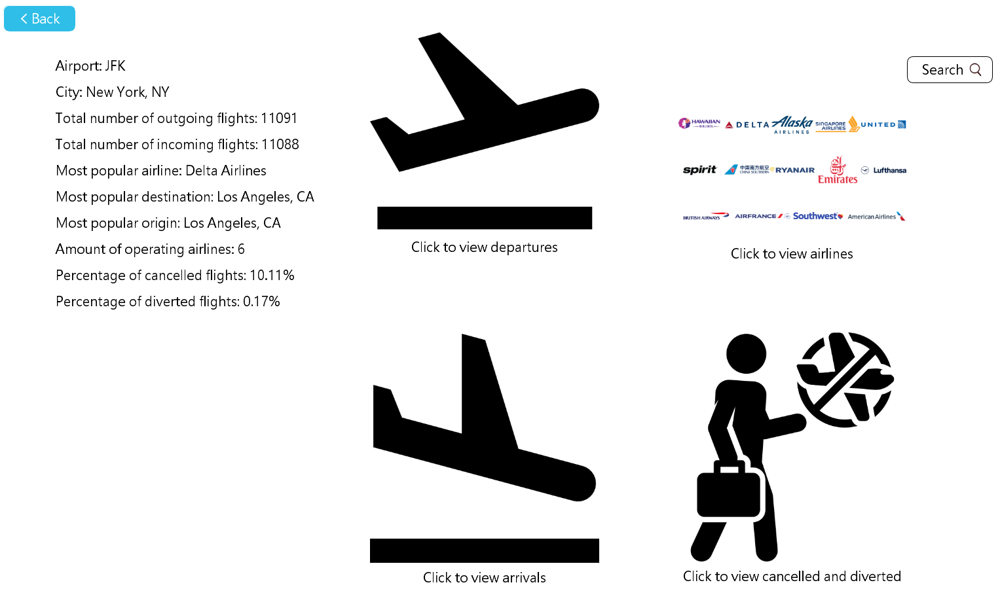 Back
Airport: JFK
City: New York, NY
Total number of outgoing flights: 11091
Total number of incoming flights: 11088
Most popular airline: Delta Airlines
Most popular destination: Los Angeles, CA
Most popular origin: Los Angeles, CA
Amount of operating airlines: 6
Percentage of cancelled flights: 10.11%
Percentage of diverted flights: 0.17%
Click to view departures
Search
HAWAIIAN
AIRLINES
DELTA
Alaska
AIRLINES
SINGAPORE
AIRLINES
UNITED
spirit
中国南方航空
CHINA SOUTHERN
RYANAIR
Emirates
Lufthansa
BRITISH AIRWAYS
AIRFRANCE
Southwest
American Airlines
Click to view airlines
Click to view arrivals
Click to view cancelled and diverted